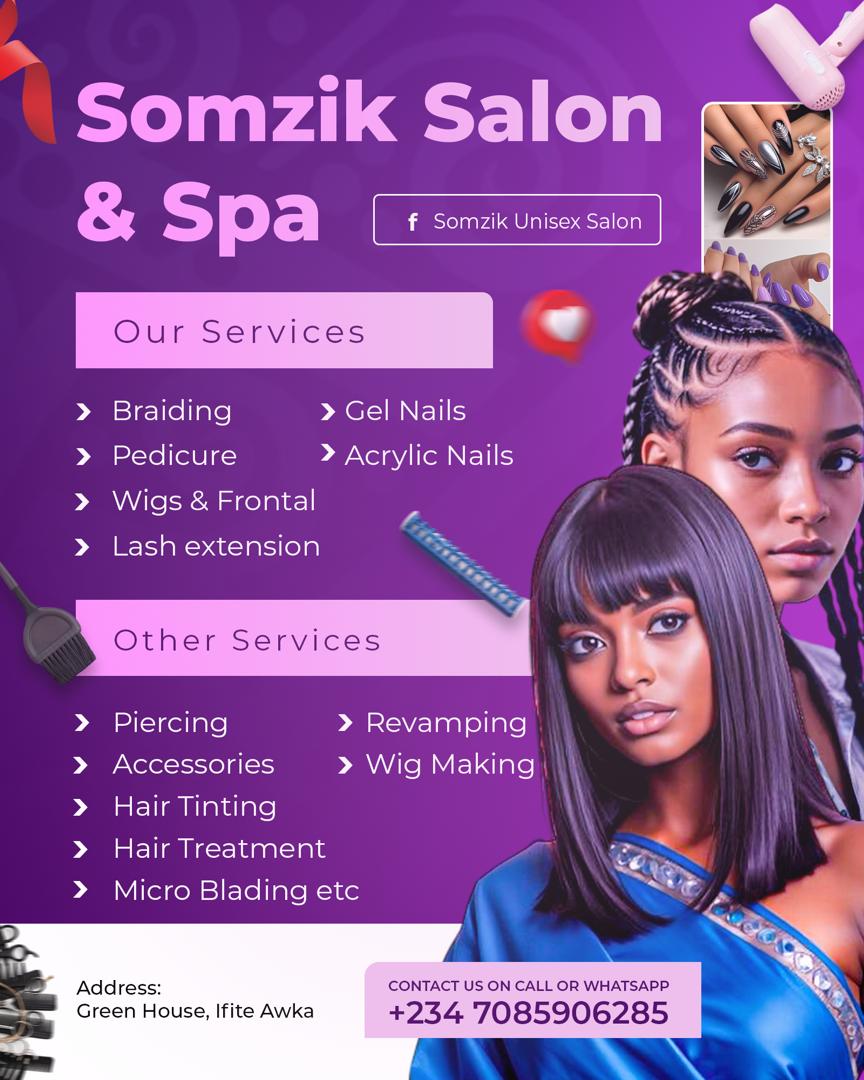 Somzik Salon
& Spa
f Somzik Unisex Salon
Our Services
Braiding
Pedicure
Wigs & Frontal
Lash extension
Gel Nails
Acrylic Nails
Other Services
Piercing
Accessories
Hair Tinting
Hair Treatment
Micro Blading etc
Revamping
Wig Making
Address:
Green House, Ifite Awka
CONTACT US ON CALL OR WHATSAPP
+234 7085906285